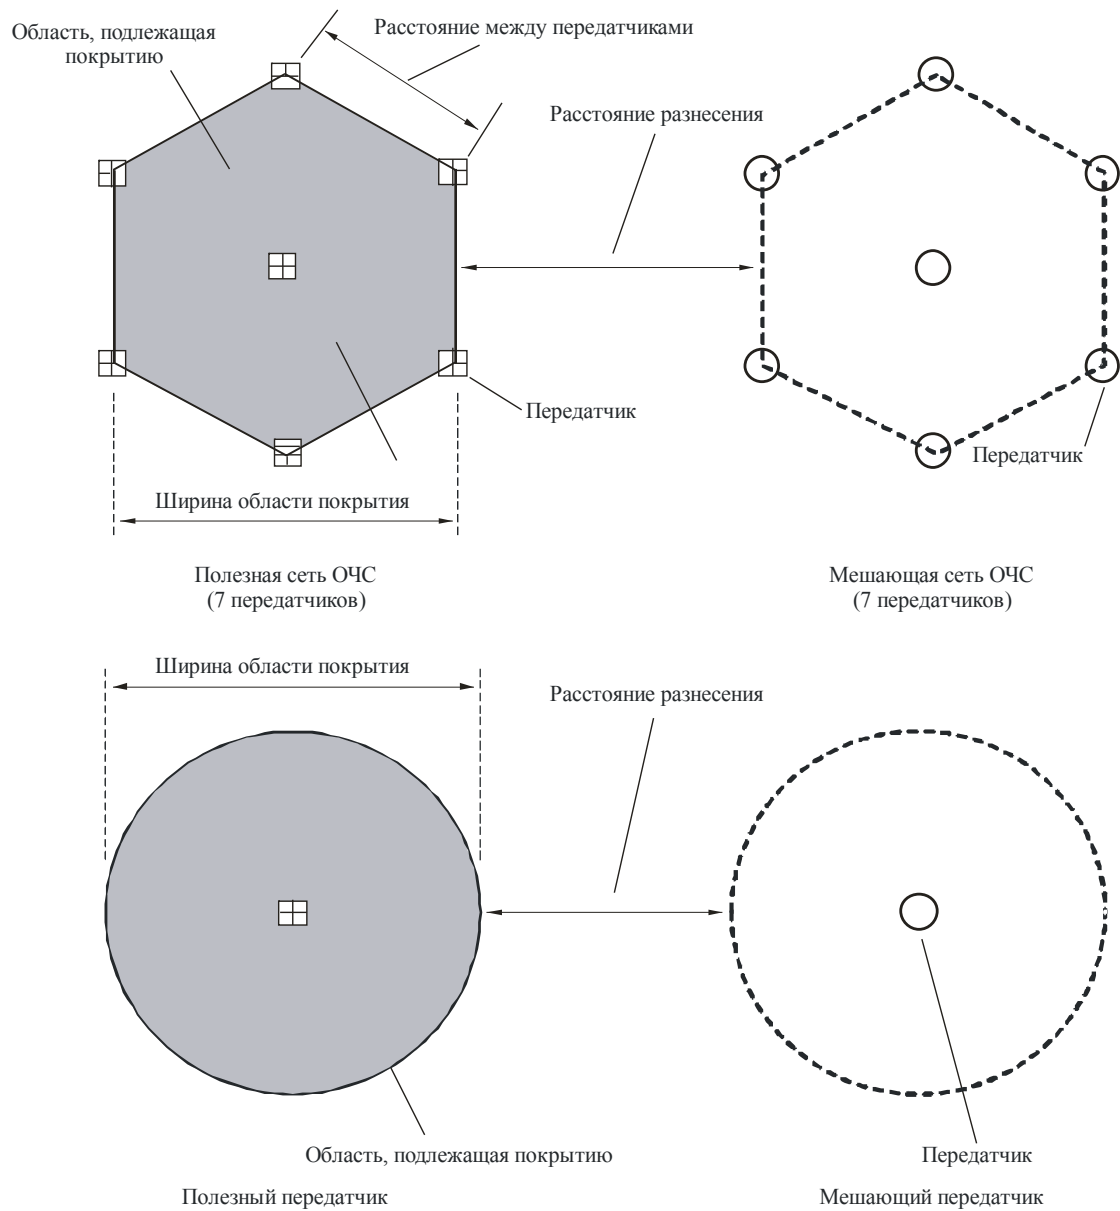 Область, подлежащая
покрытию
Расстояние между передатчиками
Расстояние разнесения
Передатчик
Передатчик
Ширина области покрытия
Полезная сеть ОЧС
(7 передатчиков)
Мешающая сеть ОЧС
(7 передатчиков)
Ширина области покрытия
Расстояние разнесения
Область, подлежащая покрытию
Передатчик
Полезный передатчик
Мешающий передатчик